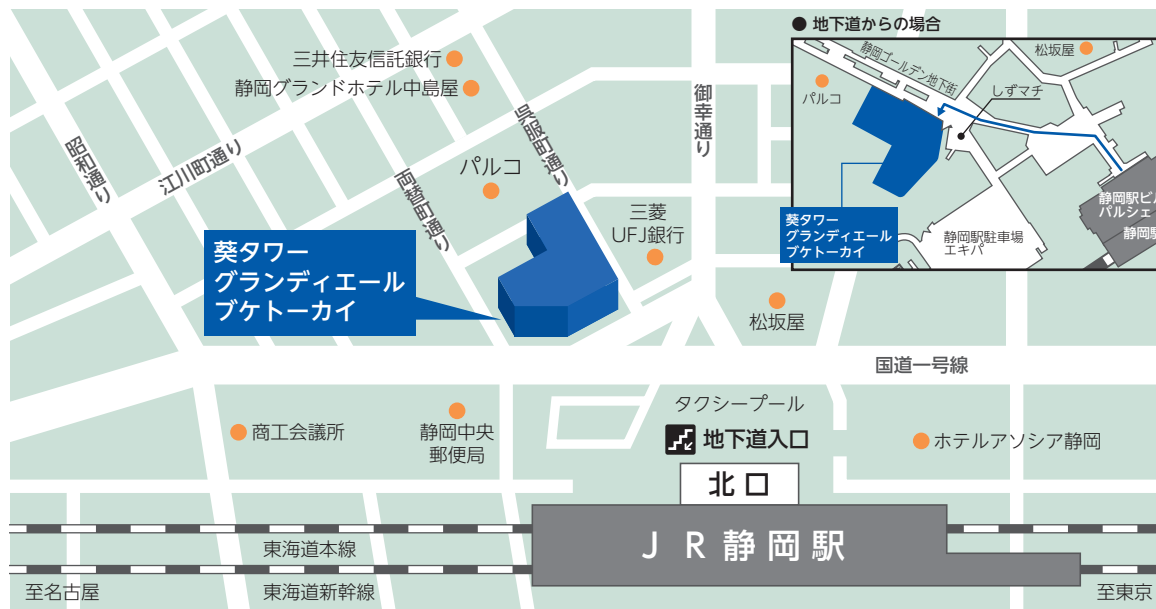 ● 地下道からの場合
静岡ゴールデン地下街
松坂屋
パルコ
しずマチ
葵タワー
グランディエール
ブケトーカイ
静岡駅駐車場
エキパ
静岡駅ビル
パルシェ
静岡駅
三井住友信託銀行
静岡グランドホテル中島屋
昭和通り
江川町通り
呉服町通り
御幸通り
両替町通り
パルコ
三菱
UFJ銀行
葵タワー
グランディエール
ブケトーカイ
松坂屋
国道一号線
商工会議所
静岡中央
郵便局
タクシープール
地下道入口
ホテルアソシア静岡
北口
JR静岡駅
東海道本線
東海道新幹線
至名古屋
至東京